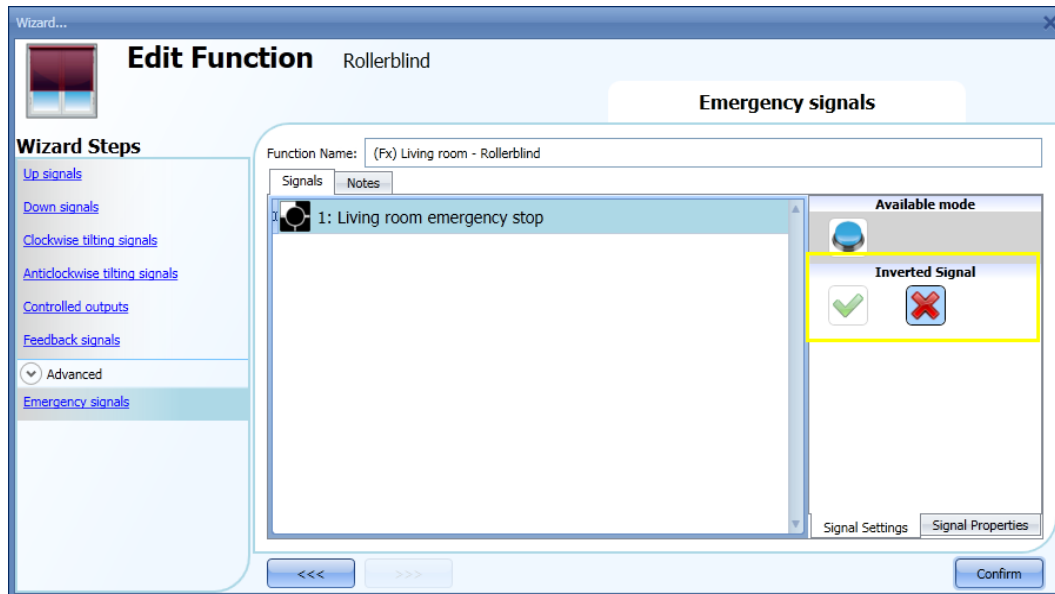 Wizard...
Edit Function Rollerblind
Emergency signals
Wizard Steps
Up signals
Down signals
Clockwise tilting signals
Anticlockwise tilting signals
Controlled outputs
Feedback signals
Advanced
Emergency signals
Function Name: (Fx) Living room - Rollerblind
Signals Notes
1: Living room emergency stop
Available mode
Inverted Signal
Signal Settings Signal Properties
<<< >>> Confirm